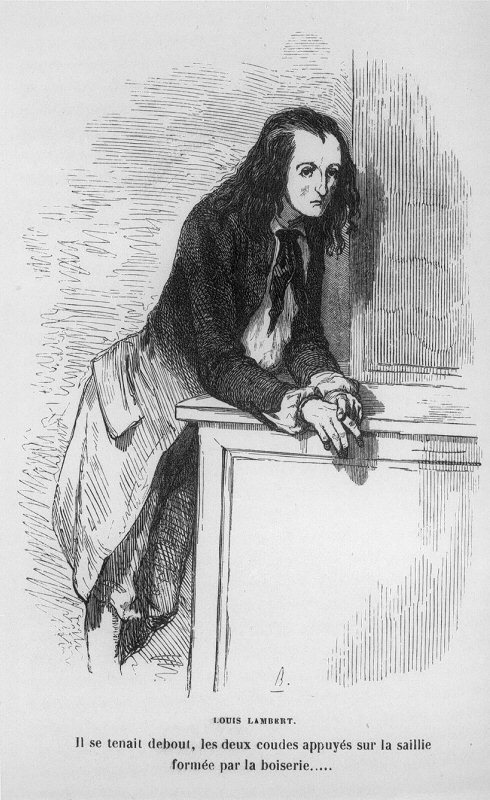 B.
LOUIS LAMBERT.
Il se tenait debout, les deux coudes appuyés sur la saillie
formée par la boiserie.....